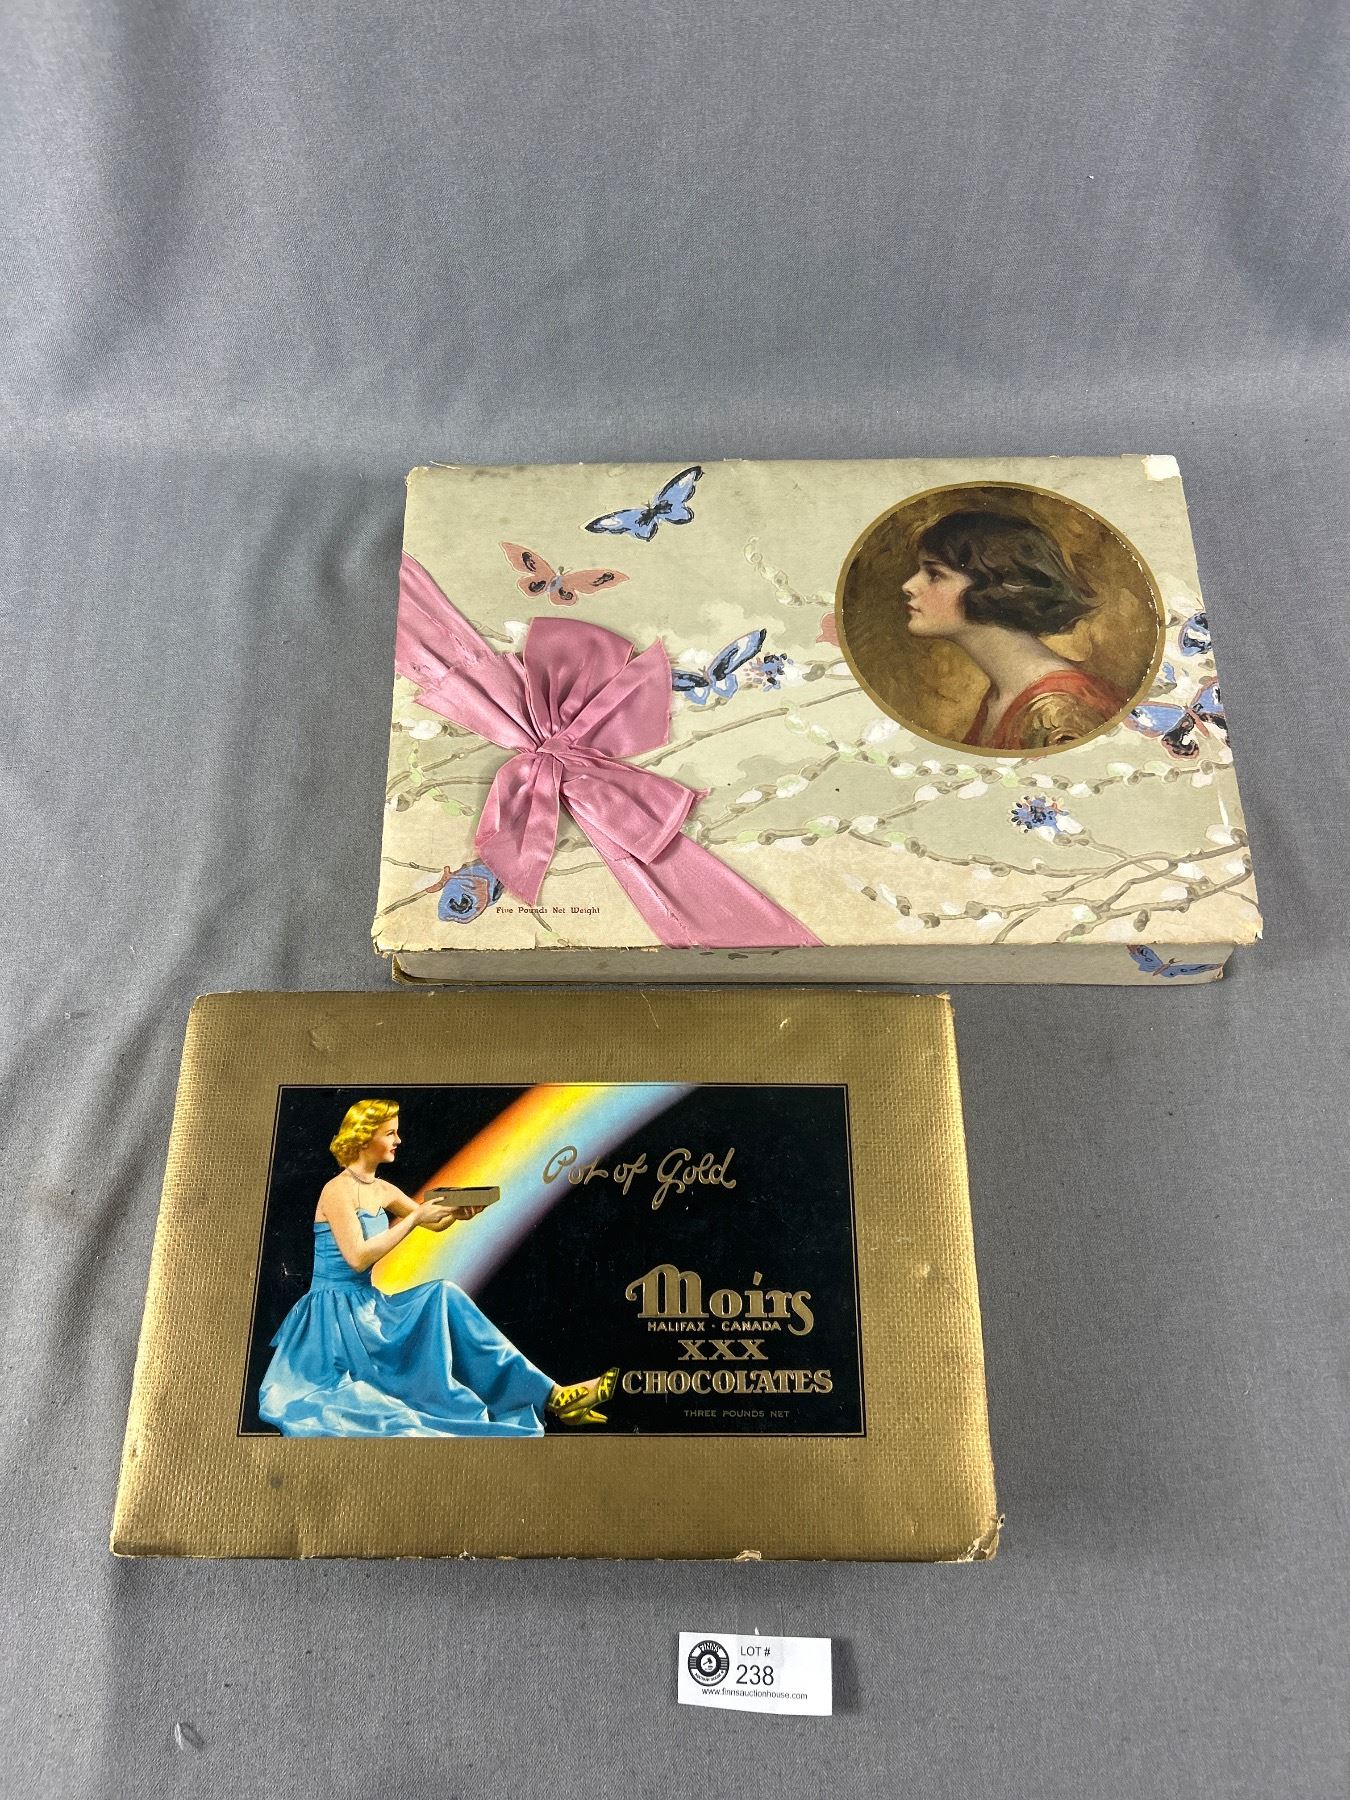 Five Pounds Net Weight
Pot of Gold
Moirs
HALIFAX · CANADA
XXX
CHOCOLATES
THREE POUNDS NET
FINNS
LOT #
238
www.finnsauctionhouse.com